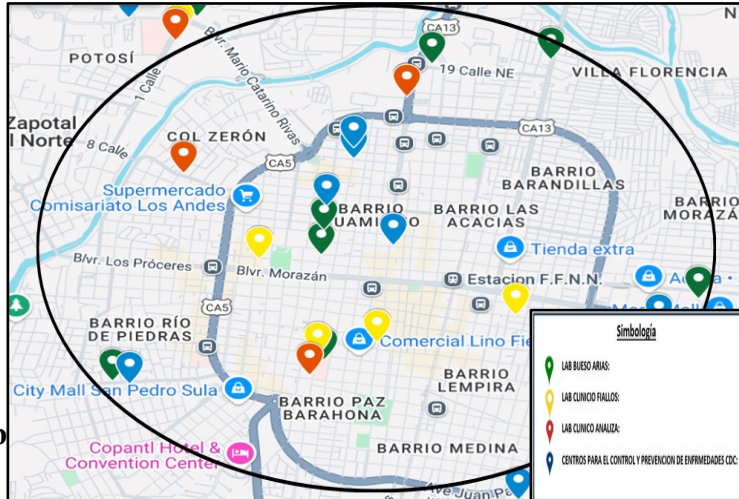 CA13
19 Calle NE
POTOSÍ
Blvr. Mario Catarino Rivas
1 Calle
VILLA FLORENCIA
Zapotal
l Norte
8 Calle
COL ZERÓN
CA13
CA5
BARRIO
BARANDILLAS
Supermercado
Comisariato Los Andes
BARRIO
BARRIO LAS
ACACIAS
BARRIO
MORAZÁ
Tienda extra
Blvr. Los Próceres
Blvr. Morazán
Estacion F.F.N.N.
CA5
BARRIO RÍO
DE PIEDRAS
Comercial Lino Fie
City Mall San Pedro Sula
BARRIO
LEMPIRA
BARRIO PAZ
BARAHONA
Copantl Hotel &
Convention Center
BARRIO MEDINA
Ave Juan Pa
Simbología
LAB BUESO ARIAS:
LAB CLINICIO FIALLOS:
LAB CLINICO ANALIZA:
CENTROS PARA EL CONTROL Y PREVENCION DE ENFRMEDADES CDC: